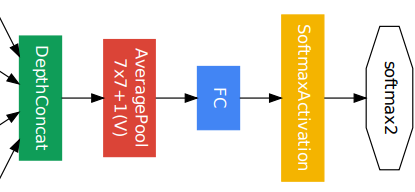 DepthConcat
AveragePool
7x7+1(V)
FC
SoftmaxActivation
softmax2